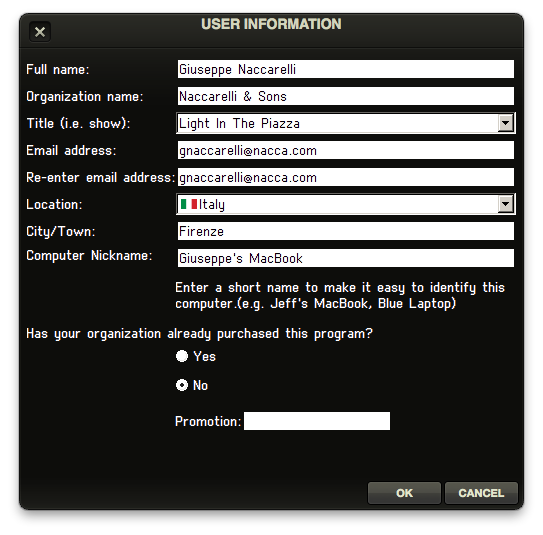 USER INFORMATION
Full name: Giuseppe Naccarelli
Organization name: Naccarelli & Sons
Title (i.e. show): Light In The Piazza
Email address: gnaccarelli@nacca.com
Re-enter email address: gnaccarelli@nacca.com
Location: Italy
City/Town: Firenze
Computer Nickname: Giuseppe's MacBook
Enter a short name to make it easy to identify this
computer.(e.g. Jeff's MacBook, Blue Laptop)
Has your organization already purchased this program?
Yes
No
Promotion:
OK CANCEL